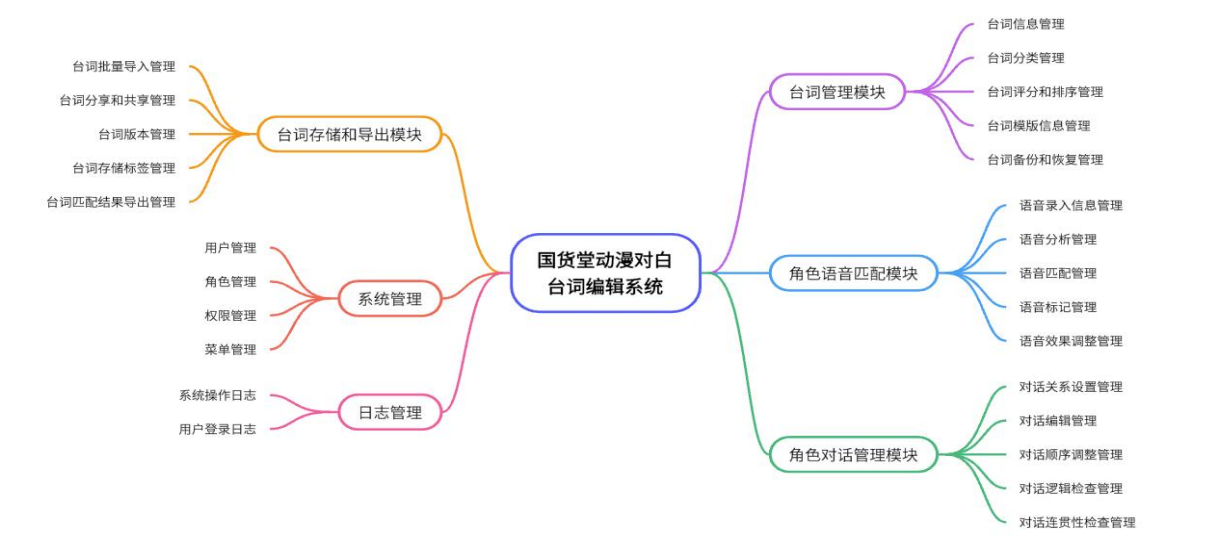 国货堂动漫对白
台词编辑系统
台词管理模块
台词信息管理
台词分类管理
台词评分和排序管理
台词模版信息管理
台词备份和恢复管理
角色语音匹配模块
语音录入信息管理
语音分析管理
语音匹配管理
语音标记管理
语音效果调整管理
角色对话管理模块
对话关系设置管理
对话编辑管理
对话顺序调整管理
对话逻辑检查管理
对话连贯性检查管理
台词存储和导出模块
台词批量导入管理
台词分享和共享管理
台词版本管理
台词存储标签管理
台词匹配结果导出管理
系统管理
用户管理
角色管理
权限管理
菜单管理
日志管理
系统操作日志
用户登录日志